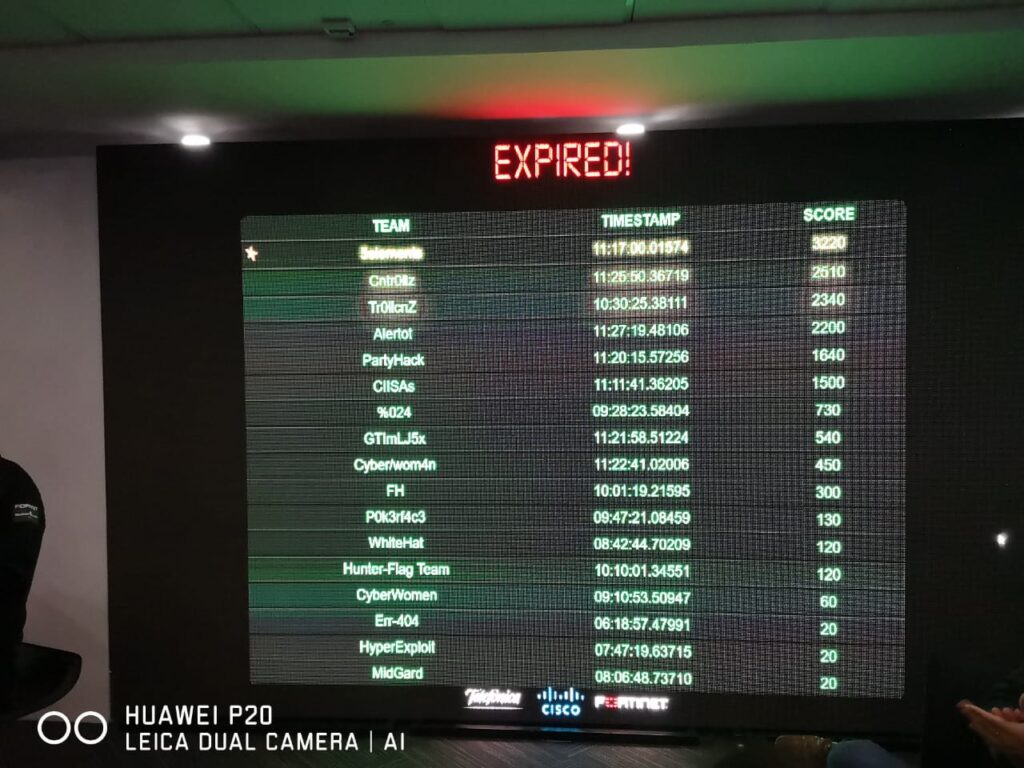 EXPIRED!
TEAM TIMESTAMP SCORE
11:17:00.01574 3220
Cntr0llz 11:25:50.36719 2510
Tr0llcnZ 10:30:25.38111 2340
Alertot 11:27:19.48106 2200
PartyHack 11:20:15.57256 1640
CIISAs 11:11:41.36205 1500
%024 09:28:23.58404 730
GTImLJ5x 11:21:58.51224 540
Cyber/wom4n 11:22:41.02006 450
FH 10:01:19.21595 300
P0k3rf4c3 09:47:21.08459 130
WhiteHat 08:42:44.70209 120
Hunter-Flag Team 10:10:01.34551 120
CyberWomen 09:10:53.50947 60
Err-404 06:18:57.47991 20
HyperExploit 07:47:19.63715 20
MidGard 08:06:48.73710 20
Telefónica CISCO FORTINET
HUAWEI P20
LEICA DUAL CAMERA | AI